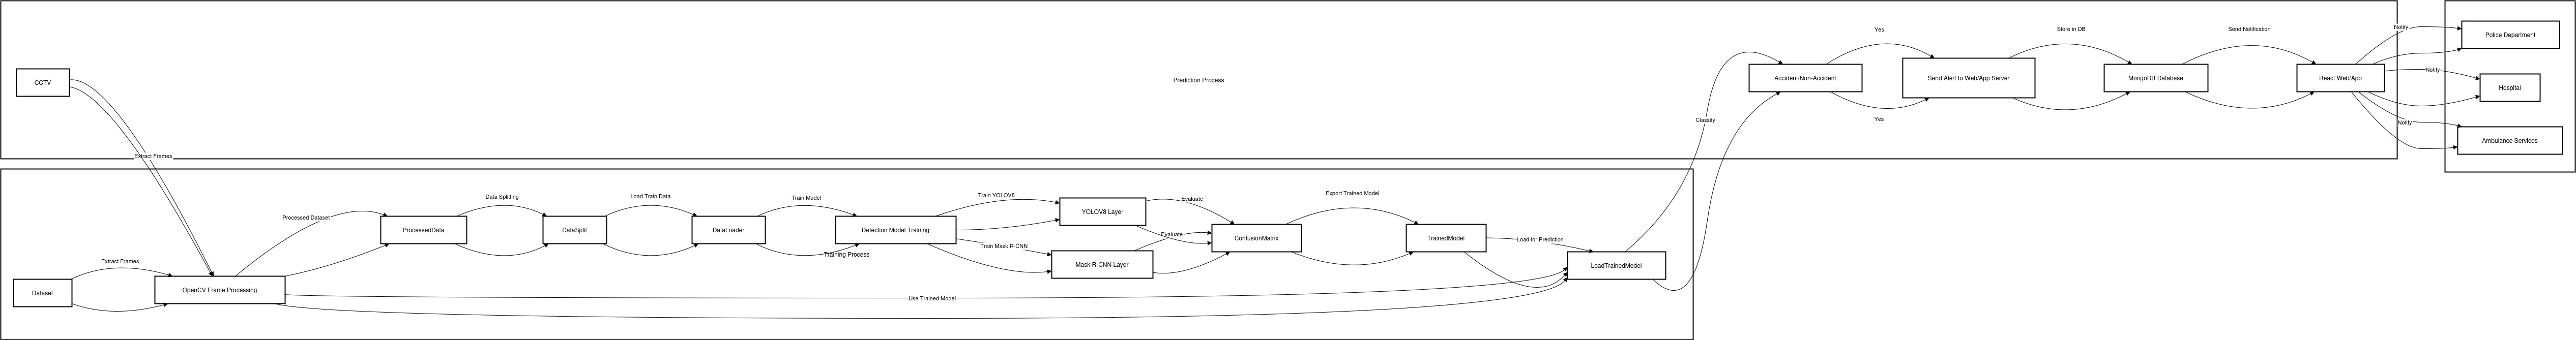 CCTV
Prediction Process
Extract Frames
Classify
Accident/Non-Accident
Yes
Yes
Send Alert to Web/App Server
Store in DB
MongoDB Database
Send Notification
React Web/App
Notify
Notify
Notify
Police Department
Hospital
Ambulance Services
Dataset
Extract Frames
OpenCV Frame Processing
Processed Dataset
ProcessedData
Data Splitting
DataSplit
Load Train Data
DataLoader
Train Model
Training Process
Detection Model Training
Train YOLOV8
Train Mask R-CNN
YOLOV8 Layer
Mask R-CNN Layer
Evaluate
Evaluate
ConfusionMatrix
Export Trained Model
TrainedModel
Load for Prediction
LoadTrainedModel
Use Trained Model